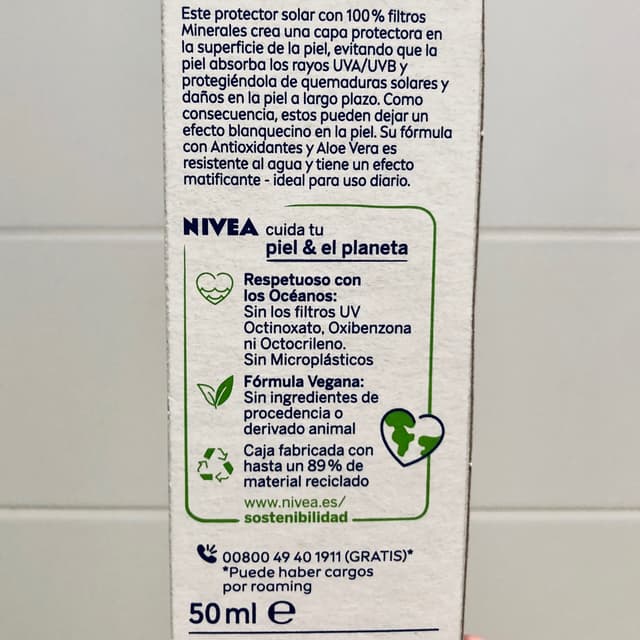 Este protector solar con 100% filtros
Minerales crea una capa protectora en
la superficie de la piel, evitando que la
piel absorba los rayos UVA/UVB y
protegiéndola de quemaduras solares y
daños en la piel a largo plazo. Como
consecuencia, estos pueden dejar un
efecto blanquecino en la piel. Su fórmula
con Antioxidantes y Aloe Vera es
resistente al agua y tiene un efecto
matificante - ideal para uso diario.
NIVEA cuida tu
piel & el planeta
Respetuoso con
los Océanos:
Sin los filtros UV
Octinoxato, Oxibenzona
ni Octocrileno.
Sin Microplásticos
Fórmula Vegana:
Sin ingredientes de
procedencia o
derivado animal
Caja fabricada con
hasta un 89% de
material reciclado
www.nivea.es/
sostenibilidad
00800 49 40 1911 (GRATIS)*
*Puede haber cargos
por roaming
50 ml e